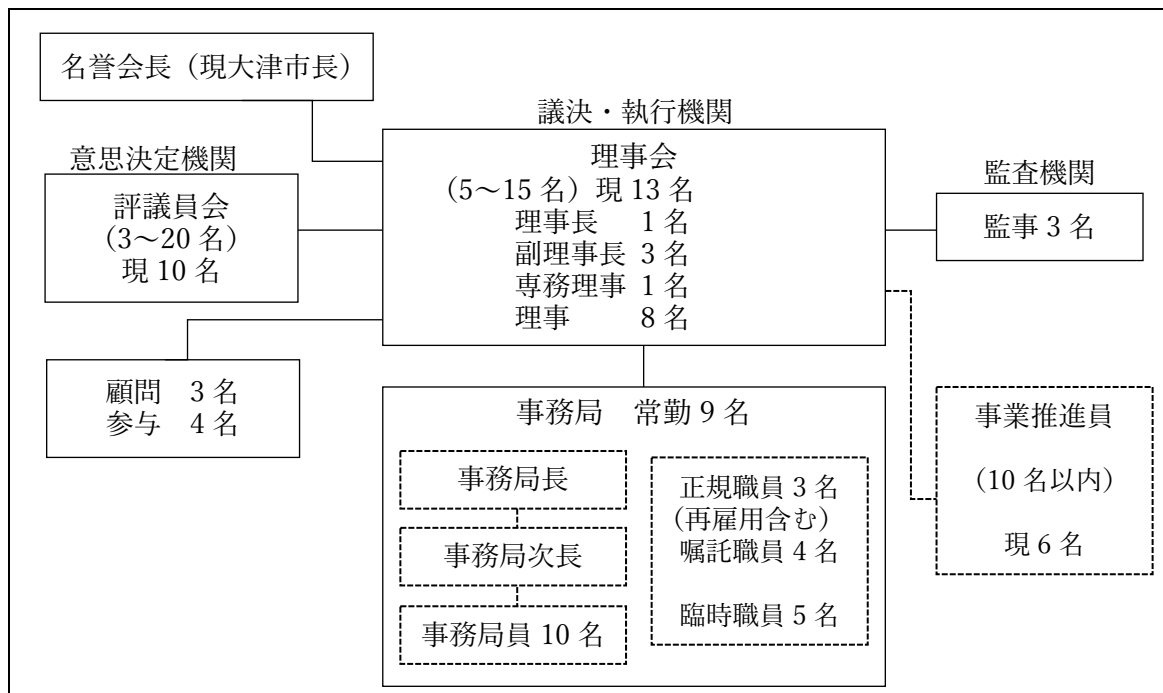 名誉会長（現大津市長）
議決・執行機関
理事会
（5～15 名）現 13 名
理事長　　1 名
副理事長 3 名
専務理事 1 名
理事　　　8 名
意思決定機関
評議員会
（3～20 名）
現 10 名
監査機関
監事 3 名
顧問　3 名
参与　4 名
事務局　常勤 9 名
事務局長
事務局次長
事務局員 10 名
正規職員 3 名
（再雇用含む）
嘱託職員 4 名
臨時職員 5 名
事業推進員
（10 名以内）
現 6 名